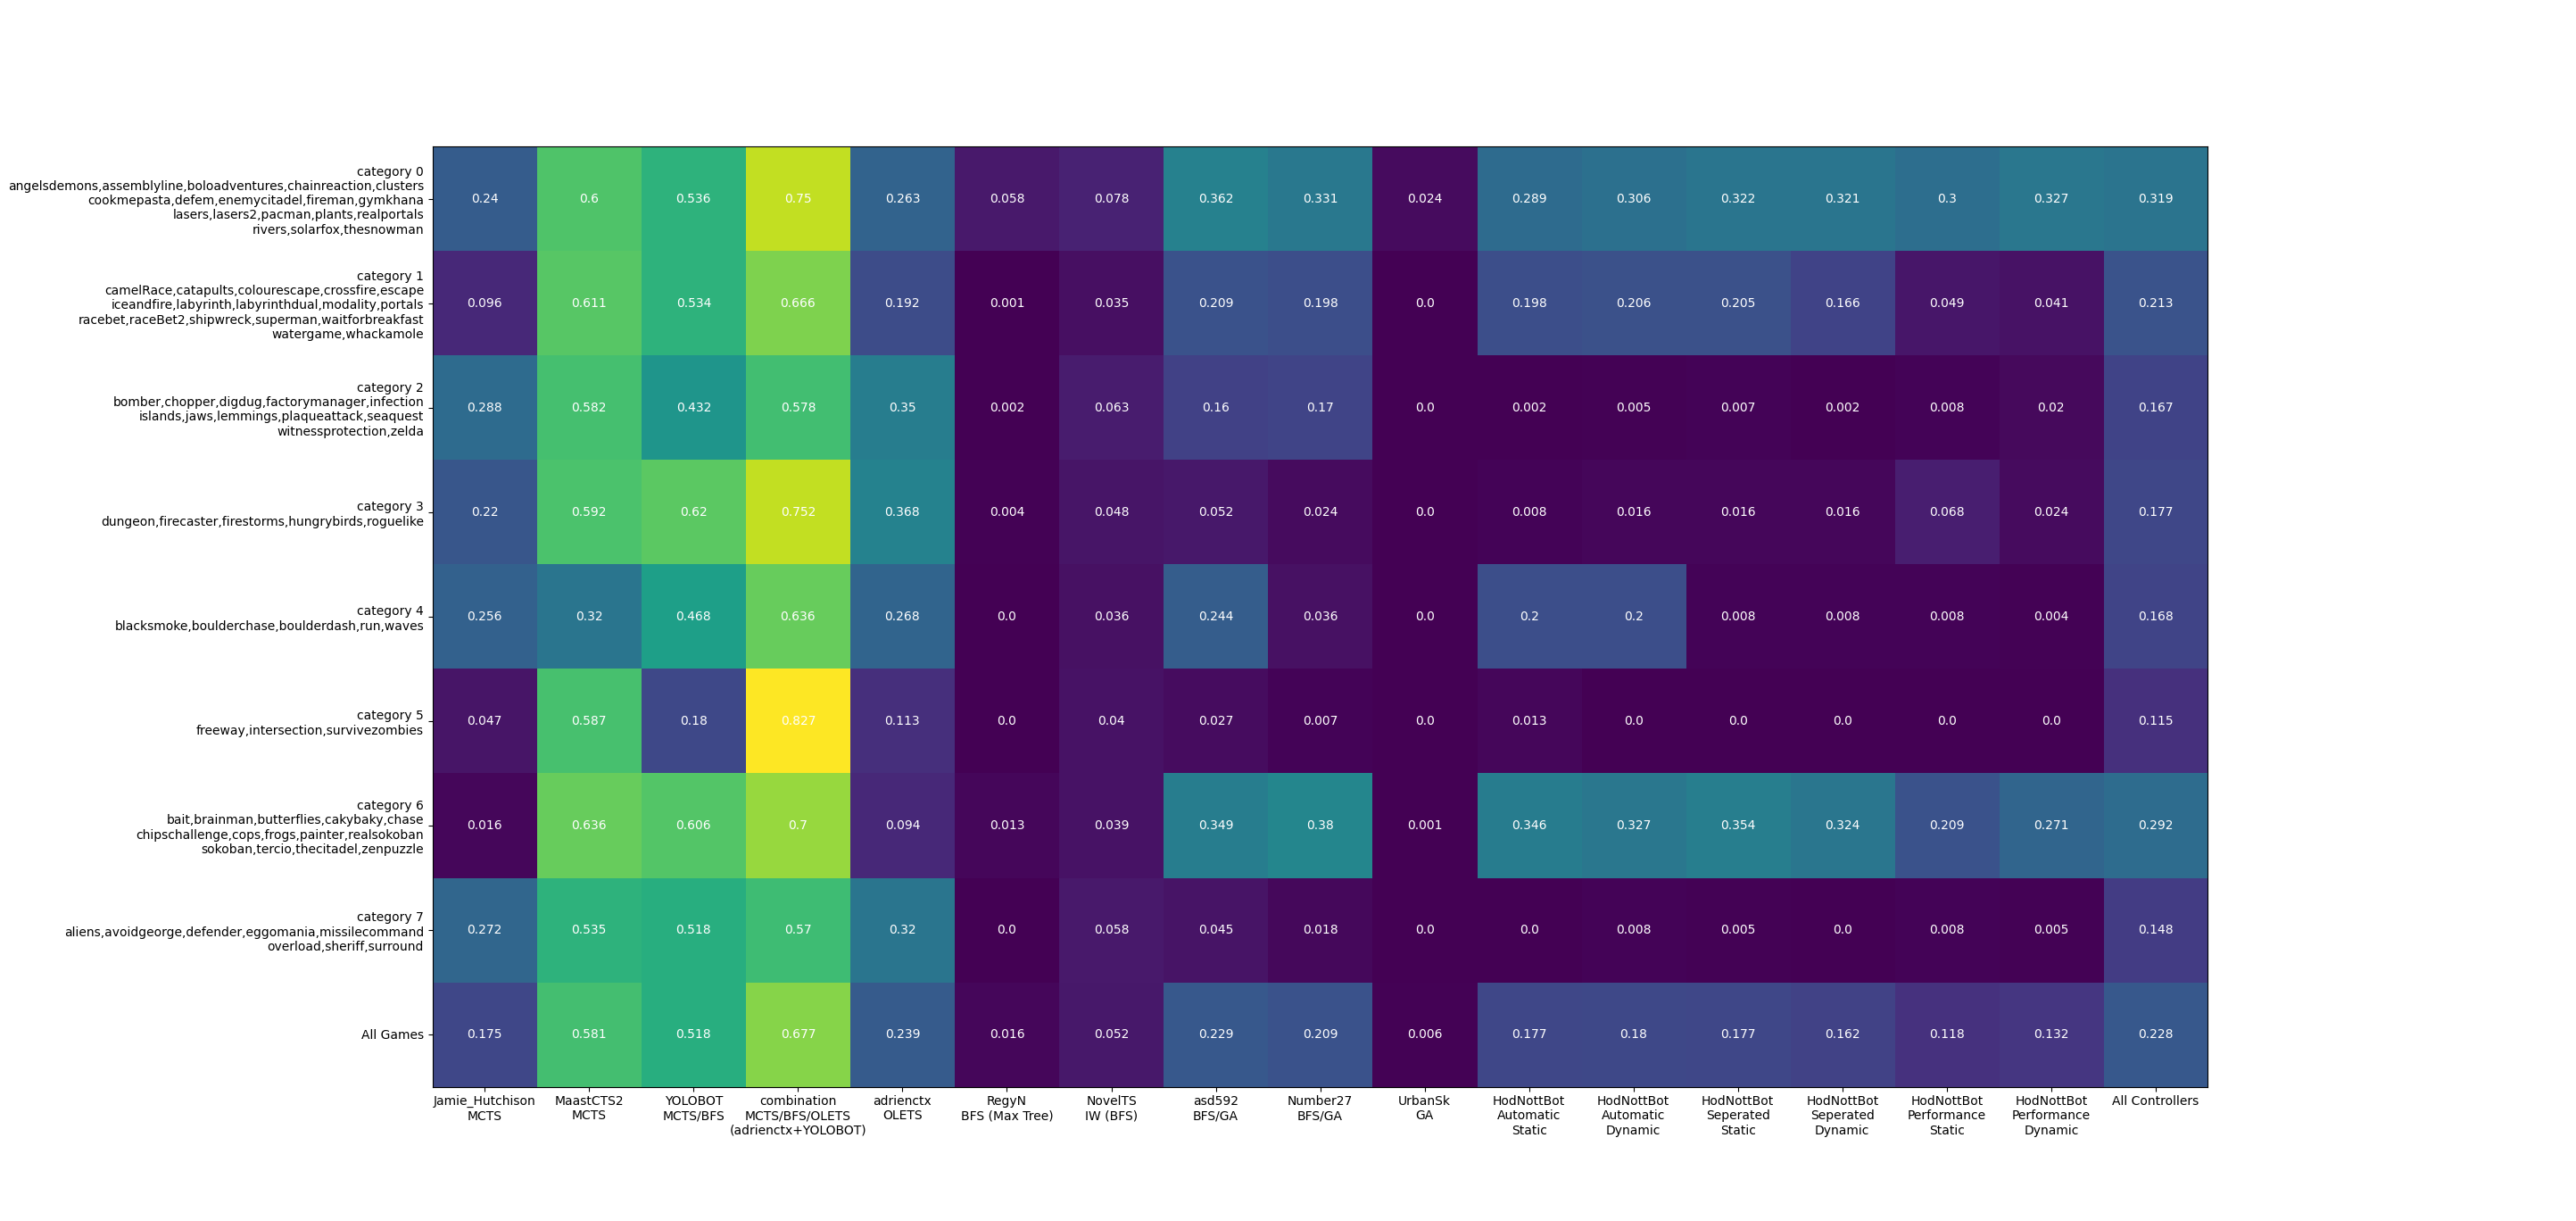 category 0
angelsdemons,assemblyline,boloadventures,chainreaction,clusters
cookmepasta,defem,enemycitadel,fireman,gymkhana
lasers,lasers2,pacman,plants,realportals
rivers,solarfox,thesnowman
0.24 0.6 0.536 0.75 0.263 0.058 0.078 0.362 0.331 0.024 0.289 0.306 0.322 0.321 0.3 0.327 0.319
category 1
camelRace,catapults,colourescape,crossfire,escape
iceandfire,labyrinth,labyrinthdual,modality,portals
racebet,raceBet2,shipwreck,superman,waitforbreakfast
watergame,whackamole
0.096 0.611 0.534 0.666 0.192 0.001 0.035 0.209 0.198 0.0 0.198 0.206 0.205 0.166 0.049 0.041 0.213
category 2
bomber,chopper,digdug,factorymanager,infection
islands,jaws,lemmings,plaqueattack,seaquest
witnessprotection,zelda
0.288 0.582 0.432 0.578 0.35 0.002 0.063 0.16 0.17 0.0 0.002 0.005 0.007 0.002 0.008 0.02 0.167
category 3
dungeon,firecaster,firestorms,hungrybirds,roguelike
0.22 0.592 0.62 0.752 0.368 0.004 0.048 0.052 0.024 0.0 0.008 0.016 0.016 0.016 0.068 0.024 0.177
category 4
blacksmoke,boulderchase,boulderdash,run,waves
0.256 0.32 0.468 0.636 0.268 0.0 0.036 0.244 0.036 0.0 0.2 0.2 0.008 0.008 0.008 0.004 0.168
category 5
freeway,intersection,survivezombies
0.047 0.587 0.18 0.827 0.113 0.0 0.04 0.027 0.007 0.0 0.013 0.0 0.0 0.0 0.0 0.0 0.115
category 6
bait,brainman,butterflies,cakybaky,chase
chipschallenge,cops,frogs,painter,realsokoban
sokoban,tercio,thecitadel,zenpuzzle
0.016 0.636 0.606 0.7 0.094 0.013 0.039 0.349 0.38 0.001 0.346 0.327 0.354 0.324 0.209 0.271 0.292
category 7
aliens,avoidgeorge,defender,eggomania,missilecommand
overload,sheriff,surround
0.272 0.535 0.518 0.57 0.32 0.0 0.058 0.045 0.018 0.0 0.0 0.008 0.005 0.0 0.008 0.005 0.148
All Games
0.175 0.581 0.518 0.677 0.239 0.016 0.052 0.229 0.209 0.006 0.177 0.18 0.177 0.162 0.118 0.132 0.228
Jamie_Hutchison
MCTS
MaastCTS2
MCTS
YOLOBOT
MCTS/BFS
combination
MCTS/BFS/OLETS
(adrienctx+YOLOBOT)
adrienctx
OLETS
RegyN
BFS (Max Tree)
NovelTS
IW (BFS)
asd592
BFS/GA
Number27
BFS/GA
UrbanSk
GA
HodNottBot
Automatic
Static
HodNottBot
Automatic
Dynamic
HodNottBot
Seperated
Static
HodNottBot
Seperated
Dynamic
HodNottBot
Performance
Static
HodNottBot
Performance
Dynamic
All Controllers